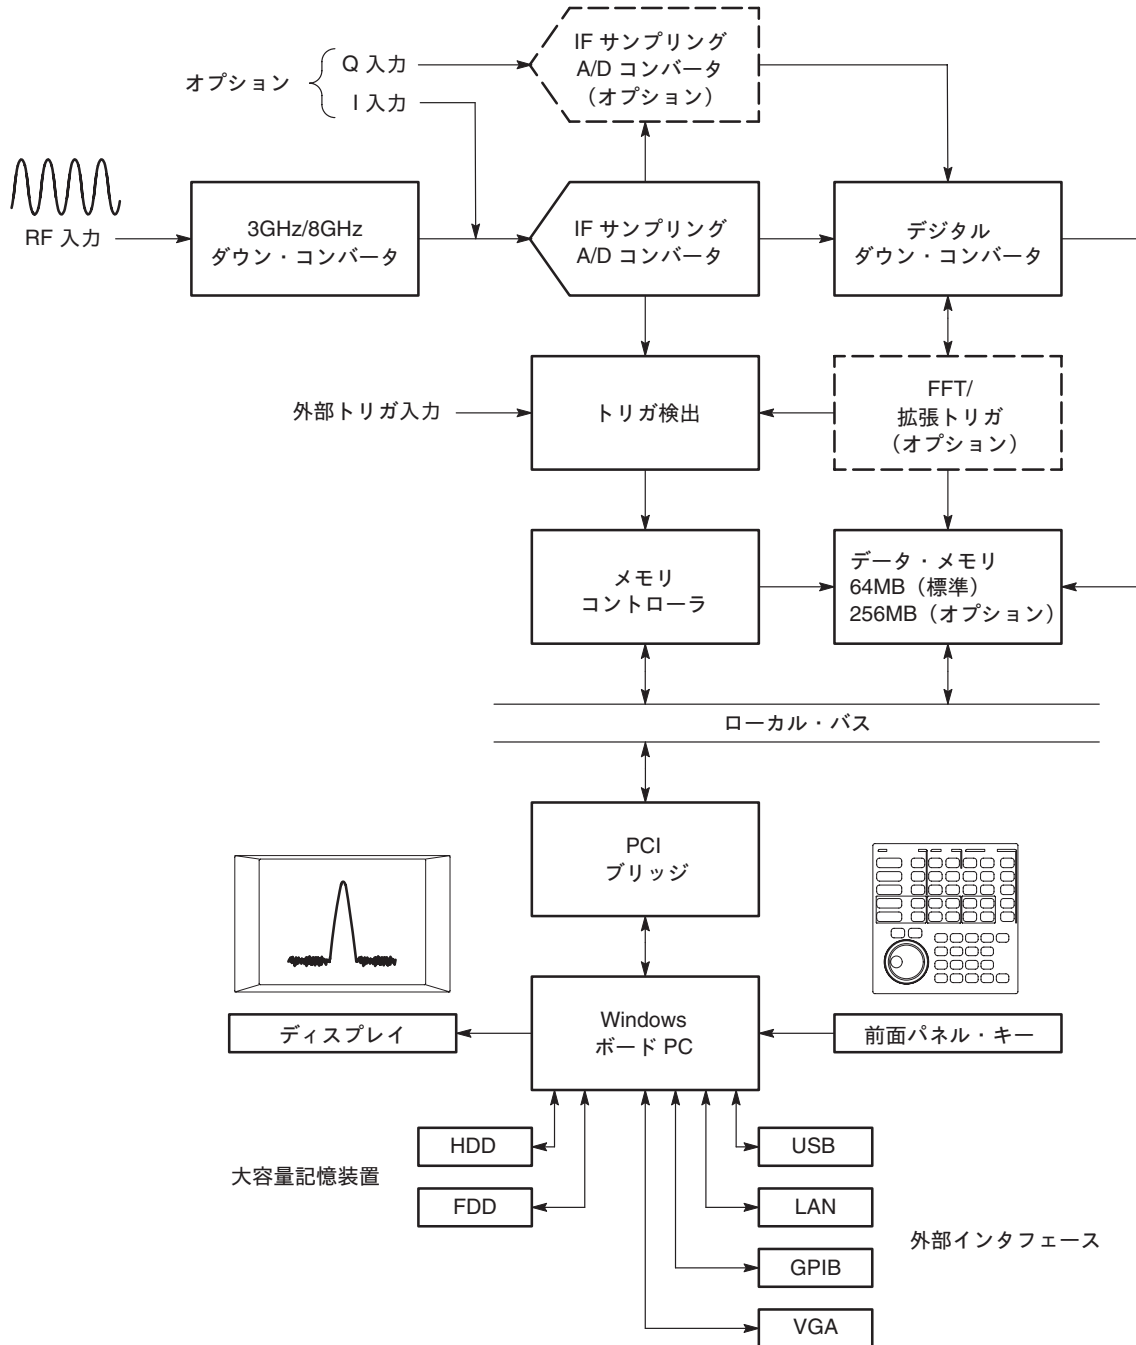 IF サンプリング
A/D コンバータ
（オプション）
オプション
Q 入力
I 入力
RF 入力
3GHz/8GHz
ダウン・コンバータ
IF サンプリング
A/D コンバータ
デジタル
ダウン・コンバータ
外部トリガ入力
トリガ検出
FFT/
拡張トリガ
（オプション）
メモリ
コントローラ
データ・メモリ
64MB（標準）
256MB（オプション）
ローカル・バス
PCI
ブリッジ
ディスプレイ
Windows
ボード PC
前面パネル・キー
大容量記憶装置
HDD
FDD
USB
LAN
GPIB
VGA
外部インタフェース